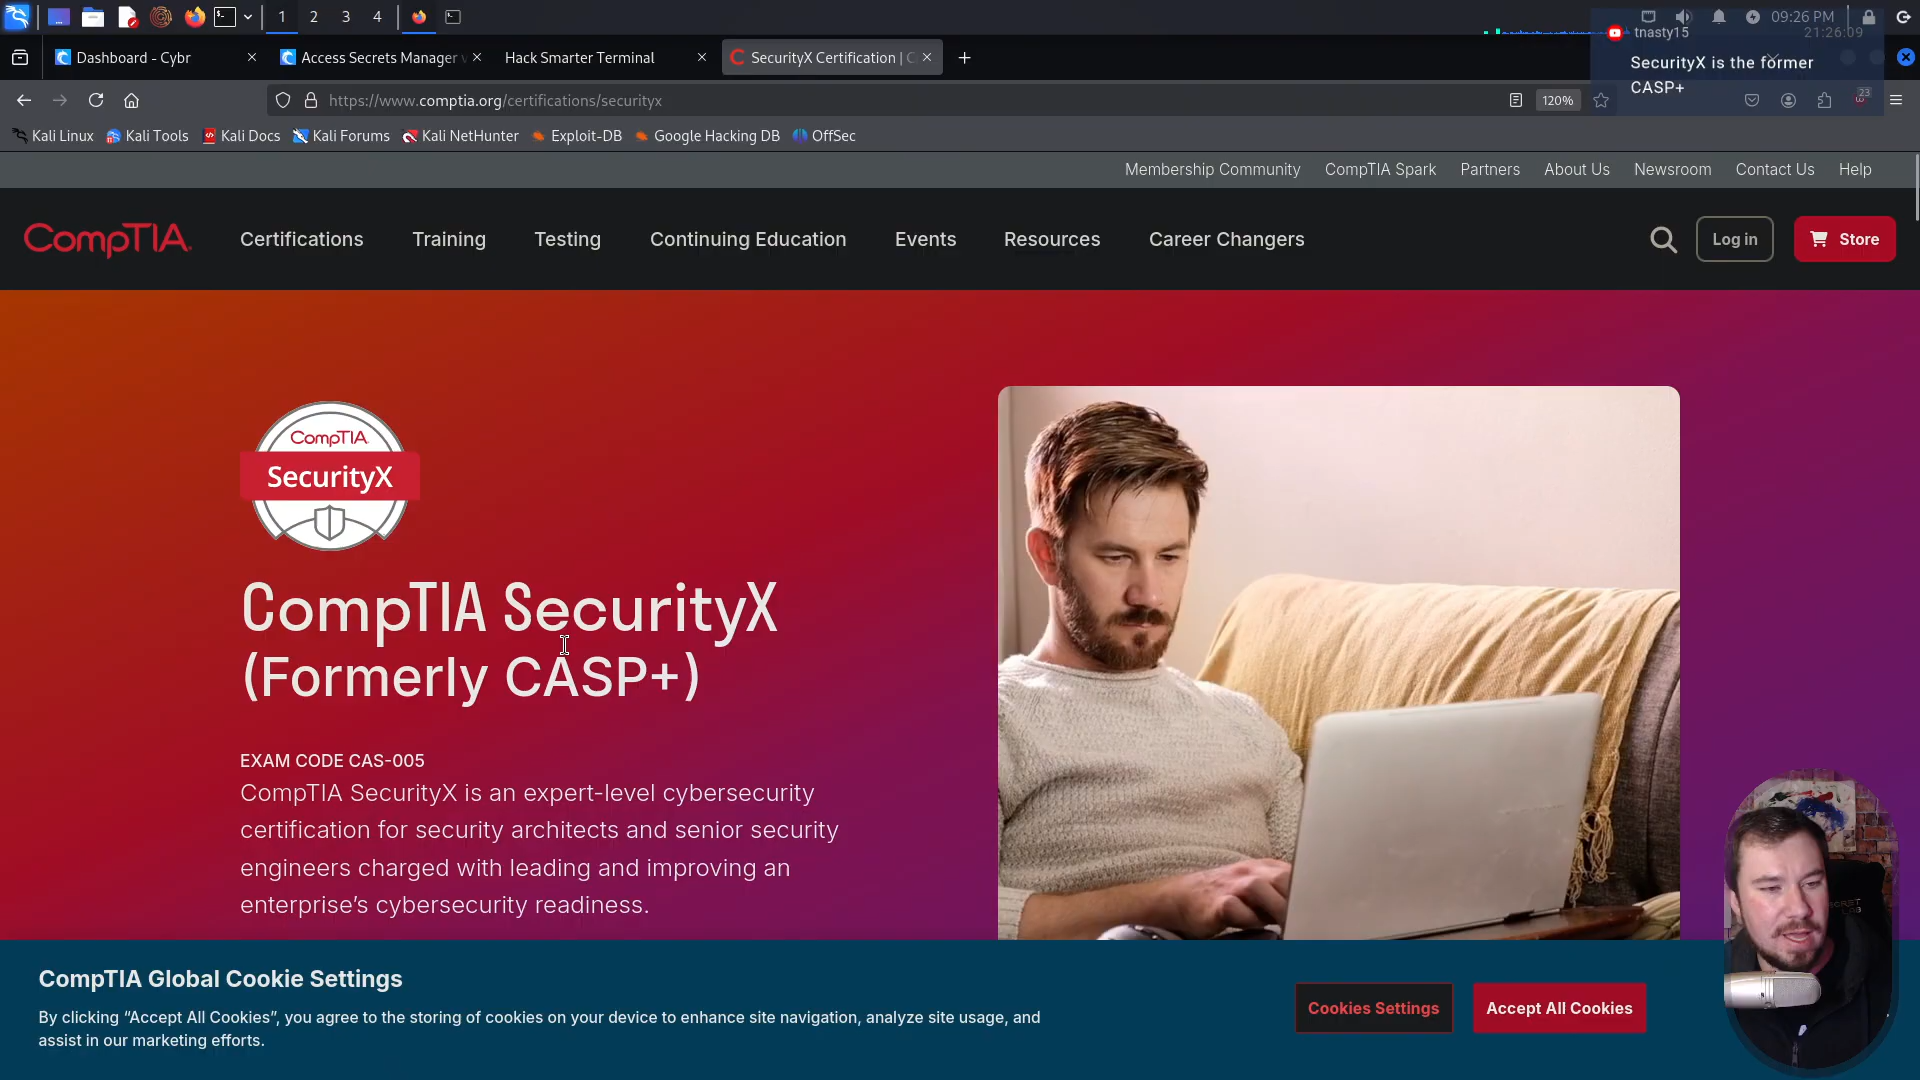 1 2 3 4
09:26 PM
tnasty15 21:26:09
SecurityX is the former
CASP+
Dashboard - Cybr
Access Secrets Manager
Hack Smarter Terminal
SecurityX Certification |
https://www.comptia.org/certifications/securityx
120%
23
Kali Linux Kali Tools Kali Docs Kali Forums Kali NetHunter Exploit-DB Google Hacking DB OffSec
Membership Community CompTIA Spark Partners About Us Newsroom Contact Us Help
CompTIA.
Certifications Training Testing Continuing Education Events Resources Career Changers
Log in
Store
CompTIA.
SecurityX
CompTIA SecurityX
(Formerly CASP+)
EXAM CODE CAS-005
CompTIA SecurityX is an expert-level cybersecurity
certification for security architects and senior security
engineers charged with leading and improving an
enterprise’s cybersecurity readiness.
CompTIA Global Cookie Settings
By clicking “Accept All Cookies”, you agree to the storing of cookies on your device to enhance site navigation, analyze site usage, and
assist in our marketing efforts.
Cookies Settings
Accept All Cookies